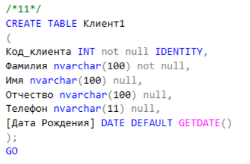 /*11*/
CREATE TABLE Клиент1
(
Код_клиента INT not null IDENTITY,
Фамилия nvarchar(100) not null,
Имя nvarchar(100) null,
Отчество nvarchar(100) null,
Телефон nvarchar(11) null,
[Дата Рождения] DATE DEFAULT GETDATE()
);
GO